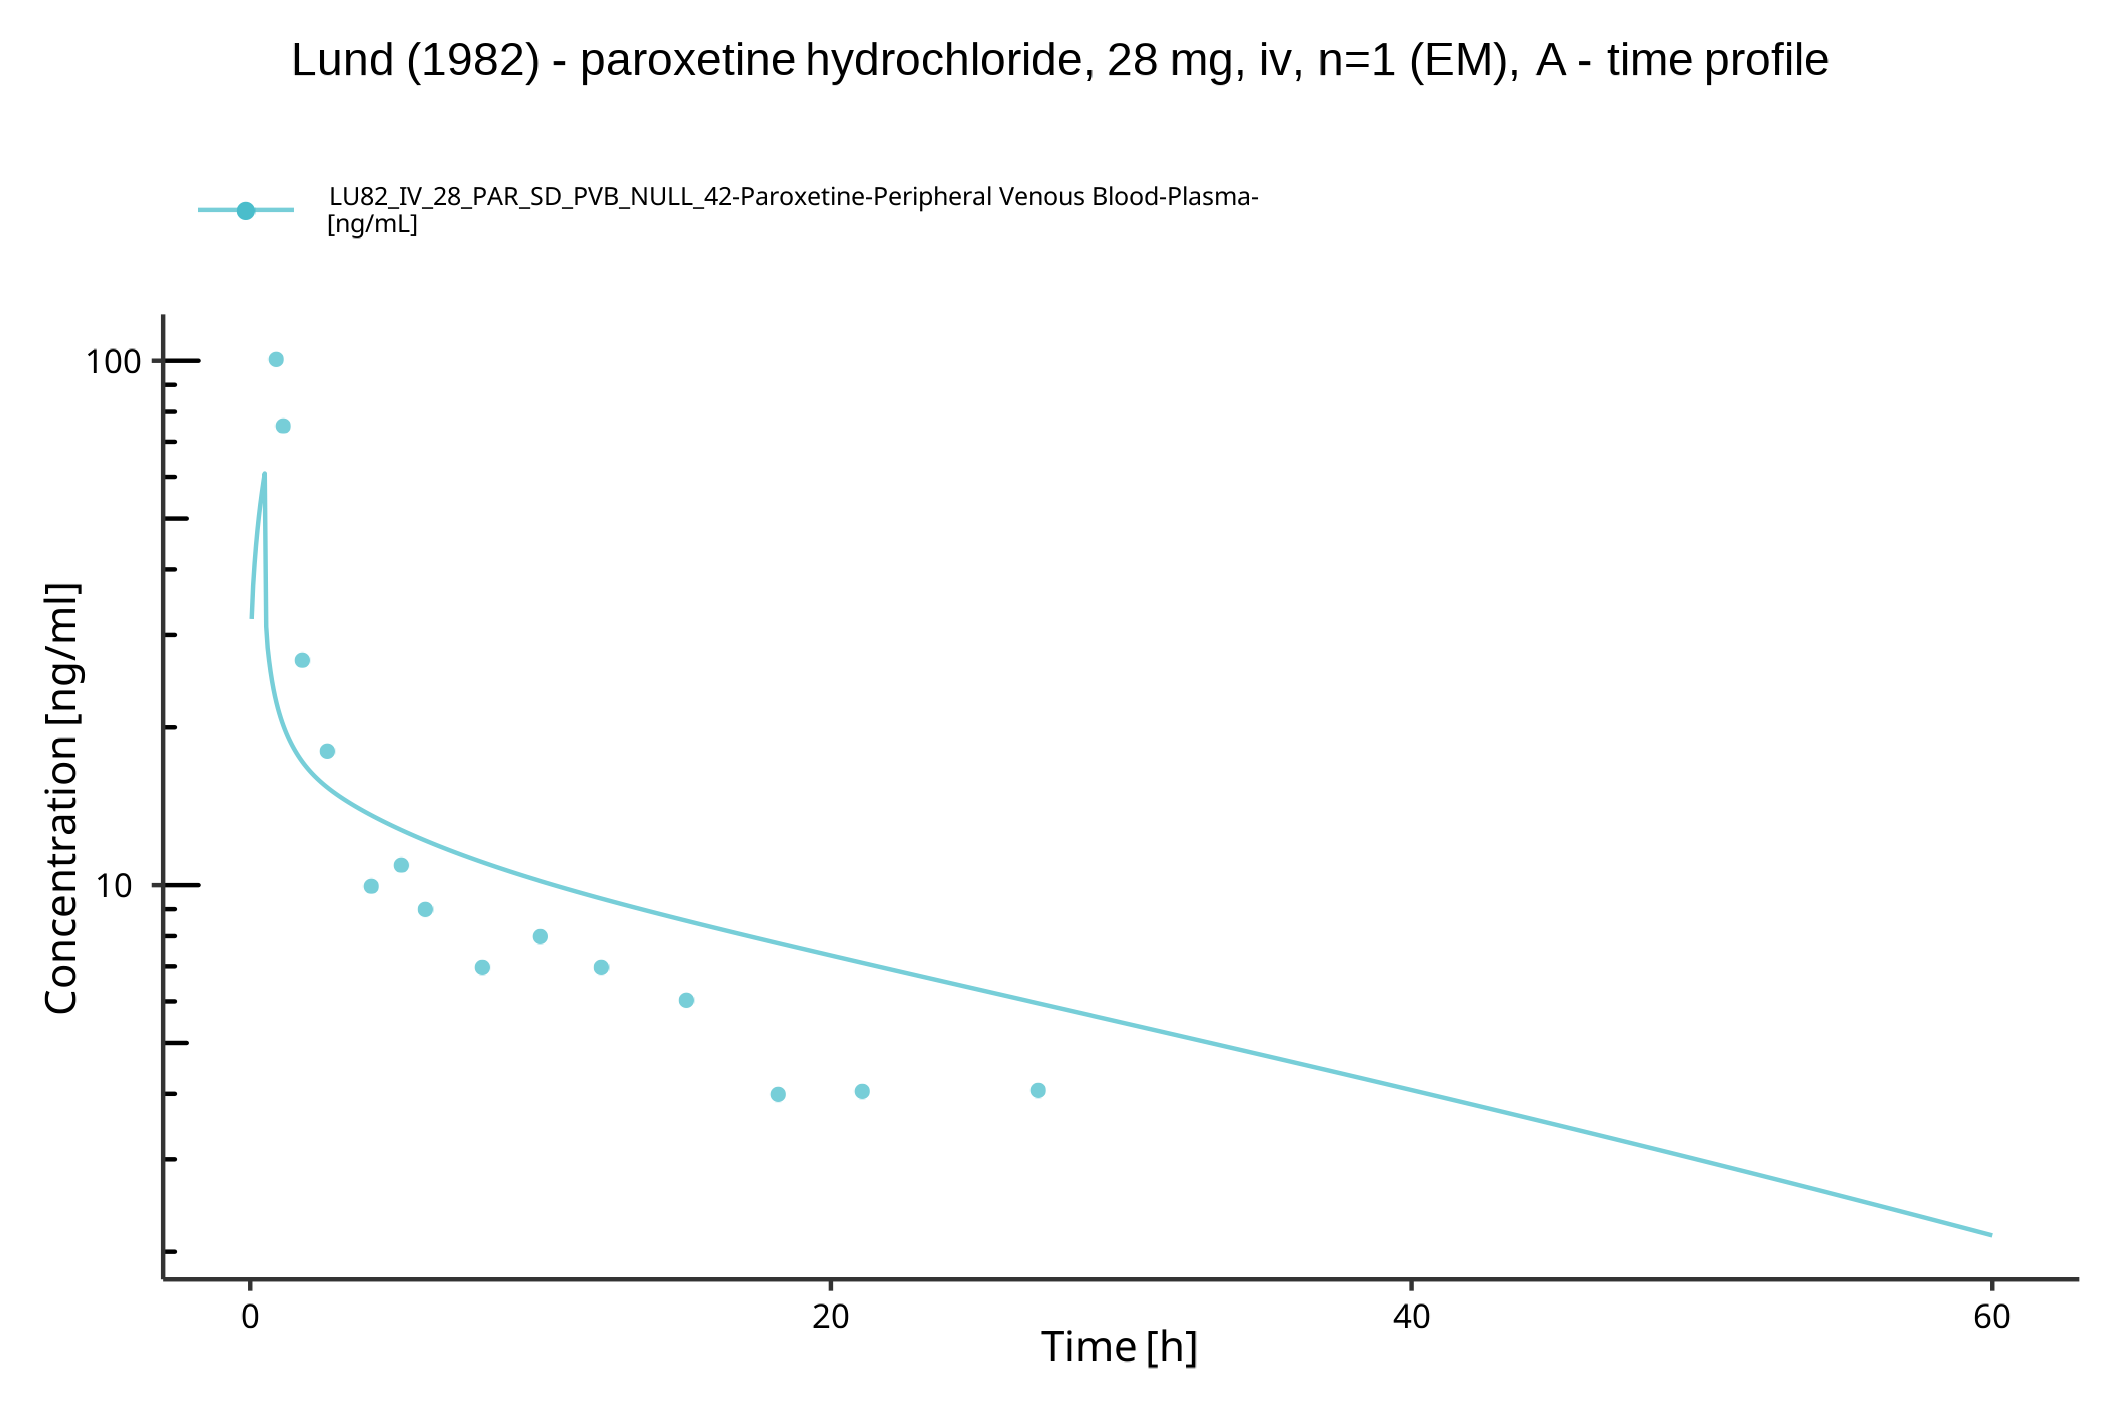 Lund (1982) - paroxetine hydrochloride, 28 mg, iv, n=1 (EM), A - time profile
LU82_IV_28_PAR_SD_PVB_NULL_42-Paroxetine-Peripheral Venous Blood-Plasma-
[ng/mL]
100
10
Concentration [ng/ml]
0 20 40 60
Time [h]